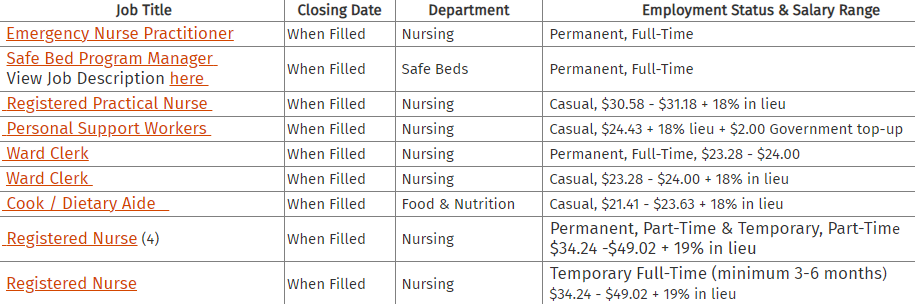 Job Title Closing Date Department Employment Status & Salary Range
Emergency Nurse Practitioner When Filled Nursing Permanent, Full-Time
Safe Bed Program Manager
View Job Description here When Filled Safe Beds Permanent, Full-Time
Registered Practical Nurse When Filled Nursing Casual, $30.58 - $31.18 + 18% in lieu
Personal Support Workers When Filled Nursing Casual, $24.43 + 18% lieu + $2.00 Government top-up
Ward Clerk When Filled Nursing Permanent, Full-Time, $23.28 - $24.00
Ward Clerk When Filled Nursing Casual, $23.28 - $24.00 + 18% in lieu
Cook / Dietary Aide When Filled Food & Nutrition Casual, $21.41 - $23.63 + 18% in lieu
Registered Nurse (4) When Filled Nursing Permanent, Part-Time & Temporary, Part-Time
$34.24 -$49.02 + 19% in lieu
Registered Nurse When Filled Nursing Temporary Full-Time (minimum 3-6 months)
$34.24 - $49.02 + 19% in lieu